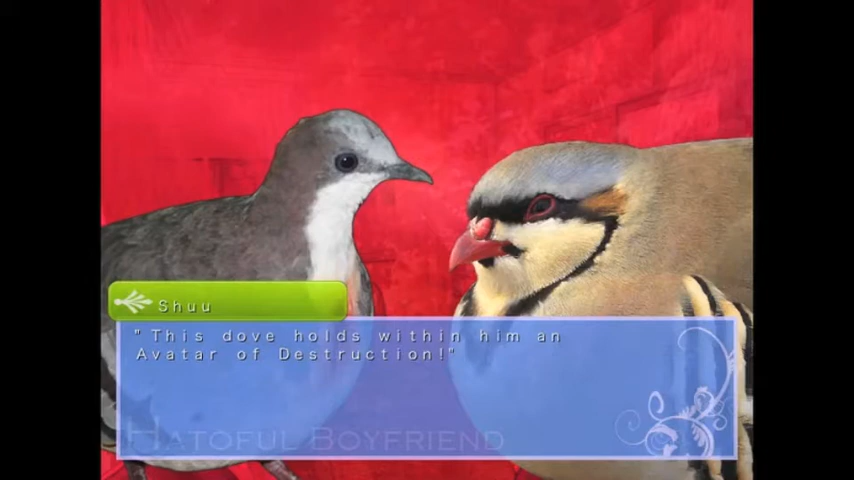 Shuu
"This dove holds within him an
Avatar of Destruction!"
HATOFUL BOYFRIEND